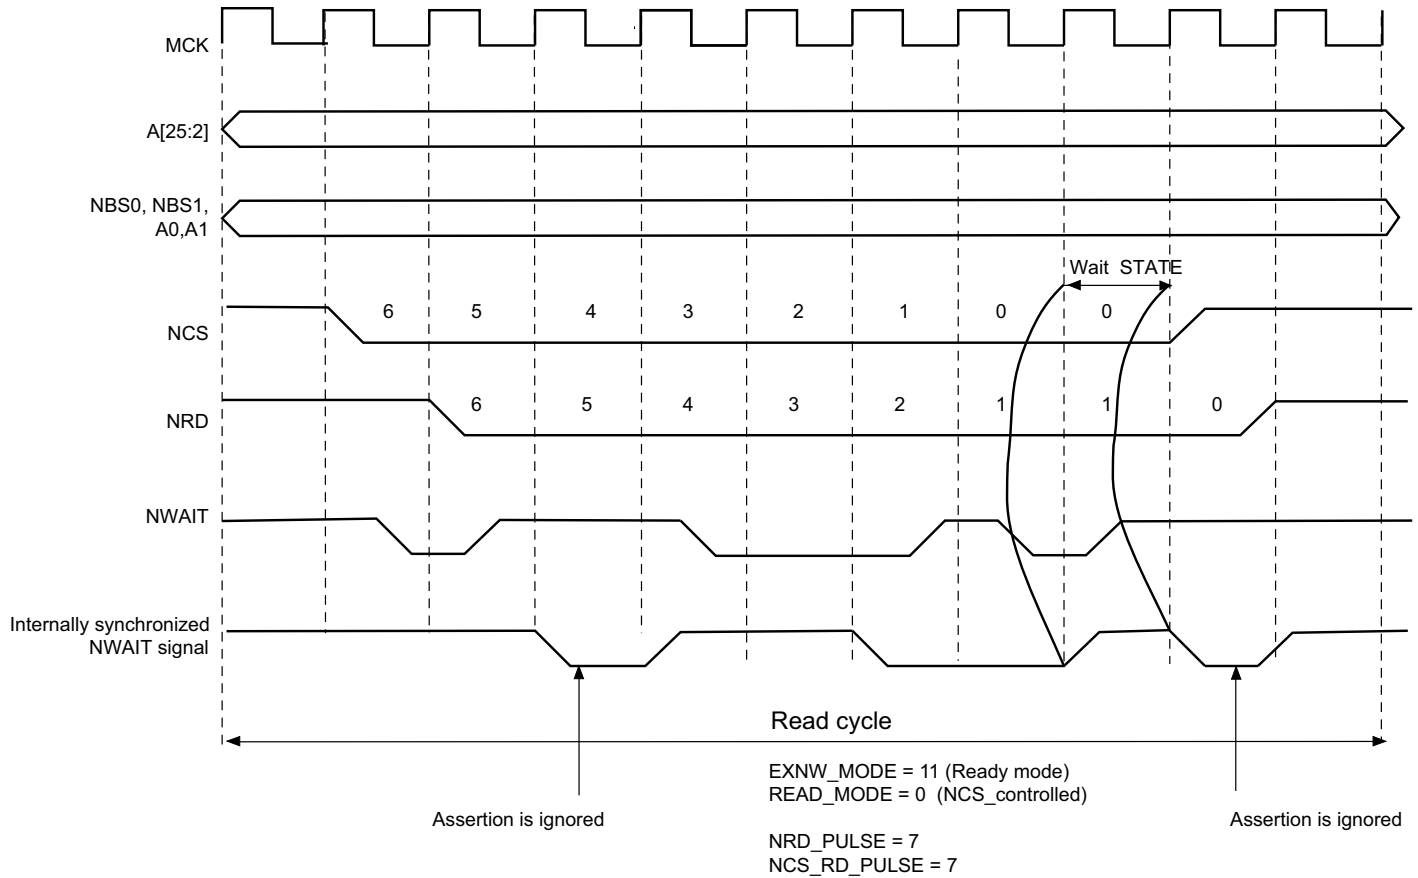 MCK
A[25:2]
NBS0, NBS1,
A0,A1
Wait STATE
NCS
6 5 4 3 2 1 0 0
NRD
6 5 4 3 2 1 1 0
NWAIT
Internally synchronized
NWAIT signal
Read cycle
EXNW_MODE = 11 (Ready mode)
READ_MODE = 0 (NCS_controlled)
Assertion is ignored
Assertion is ignored
NRD_PULSE = 7
NCS_RD_PULSE = 7